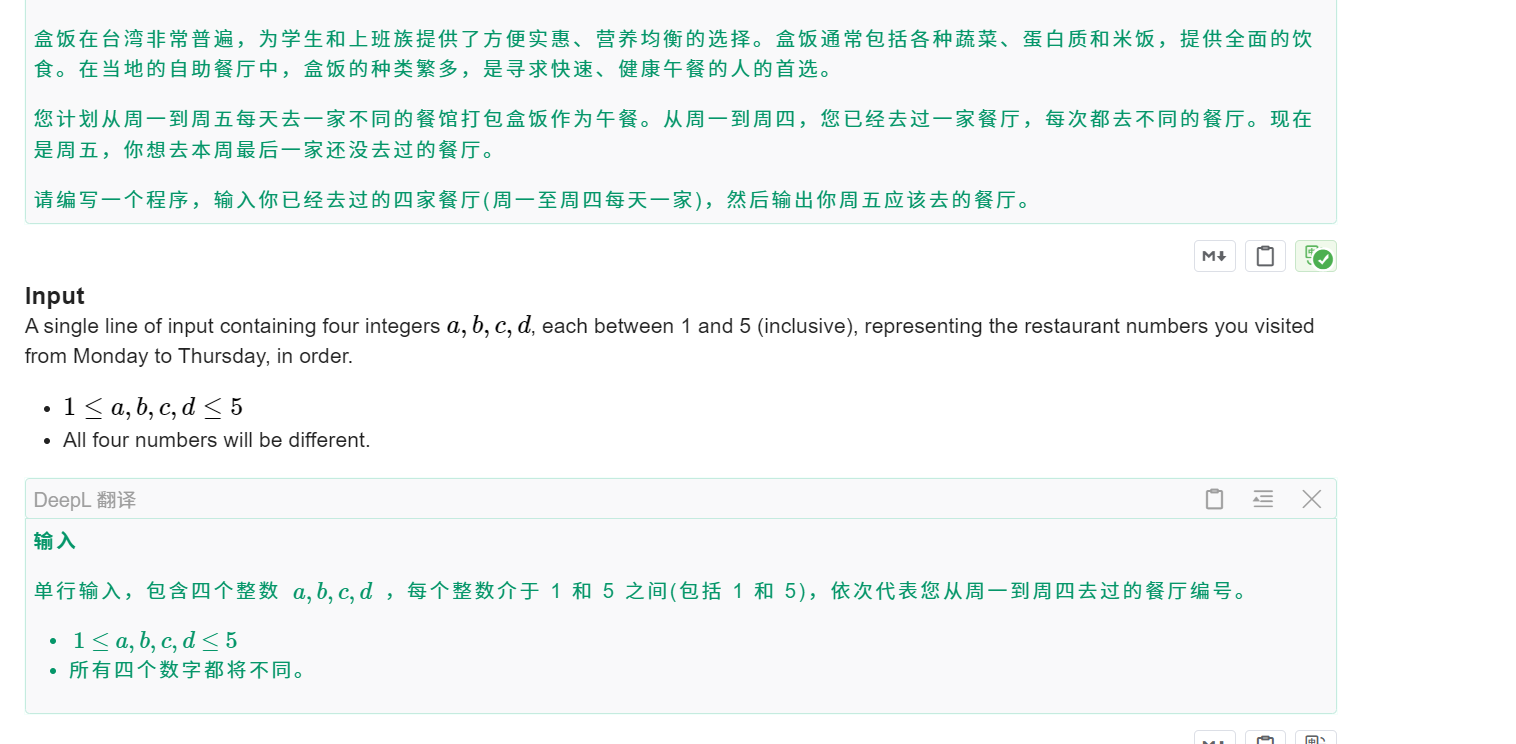 盒饭在台湾非常普遍，为学生和上班族提供了方便实惠、营养均衡的选择。盒饭通常包括各种蔬菜、蛋白质和米饭，提供全面的饮
食。在当地的自助餐厅中，盒饭的种类繁多，是寻求快速、健康午餐的人的首选。
您计划从周一到周五每天去一家不同的餐馆打包盒饭作为午餐。从周一到周四，您已经去过一家餐厅，每次都去不同的餐厅。现在
是周五，你想去本周最后一家还没去过的餐厅。
请编写一个程序，输入你已经去过的四家餐厅(周一至周四每天一家)，然后输出你周五应该去的餐厅。
M↓
Input
A single line of input containing four integers a, b, c, d, each between 1 and 5 (inclusive), representing the restaurant numbers you visited
from Monday to Thursday, in order.
• 1 ≤ a, b, c, d ≤ 5
• All four numbers will be different.
DeepL 翻译
输入
单行输入，包含四个整数 a, b, c, d ，每个整数介于 1 和 5 之间(包括 1 和 5)，依次代表您从周一到周四去过的餐厅编号。
• 1 ≤ a, b, c, d ≤ 5
• 所有四个数字都将不同。